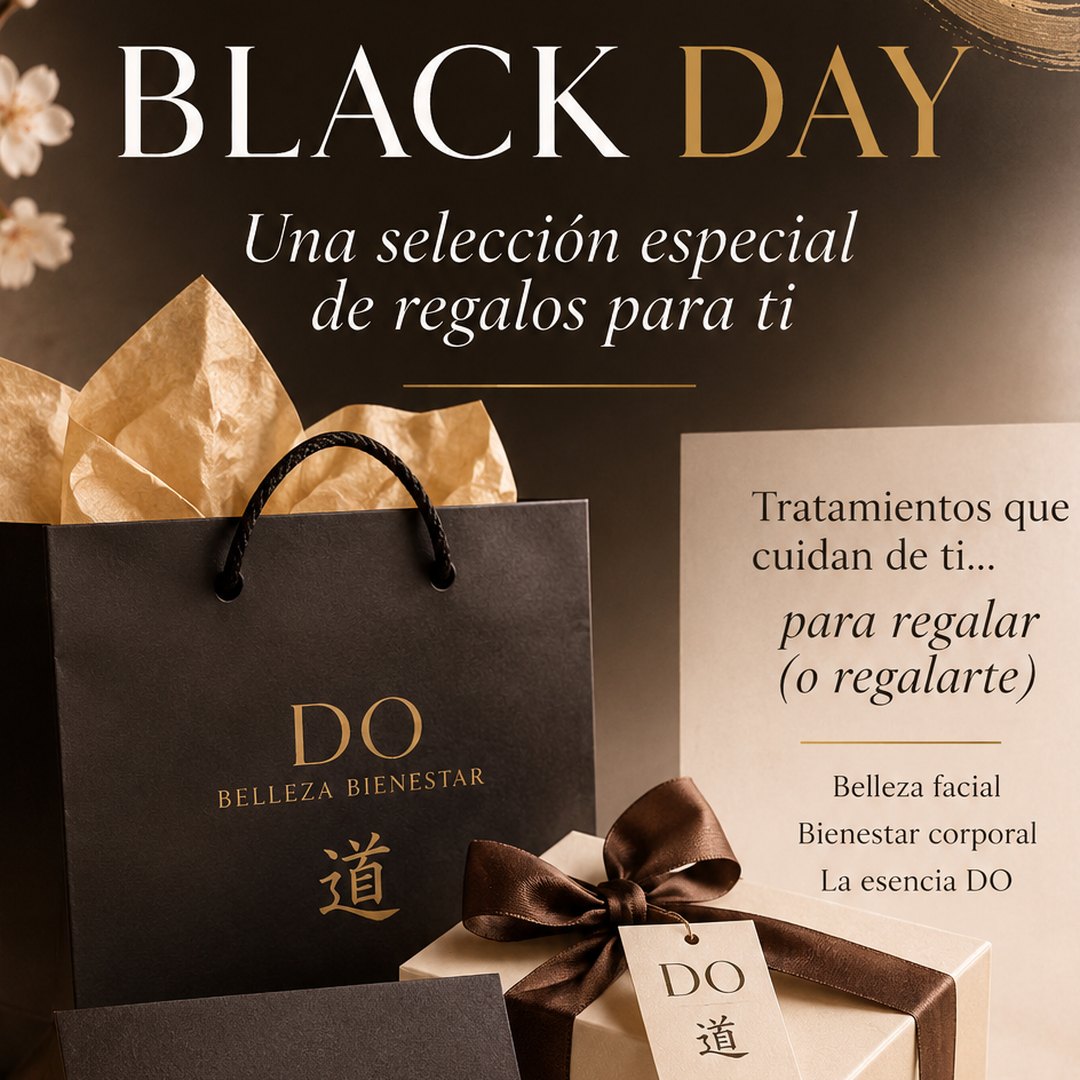 BLACK DAY
Una selección especial
de regalos para ti
Tratamientos que
cuidan de ti...
para regalar
(o regalarte)
Belleza facial
Bienestar corporal
La esencia DO
DO
BELLEZA BIENESTAR
道
DO
道